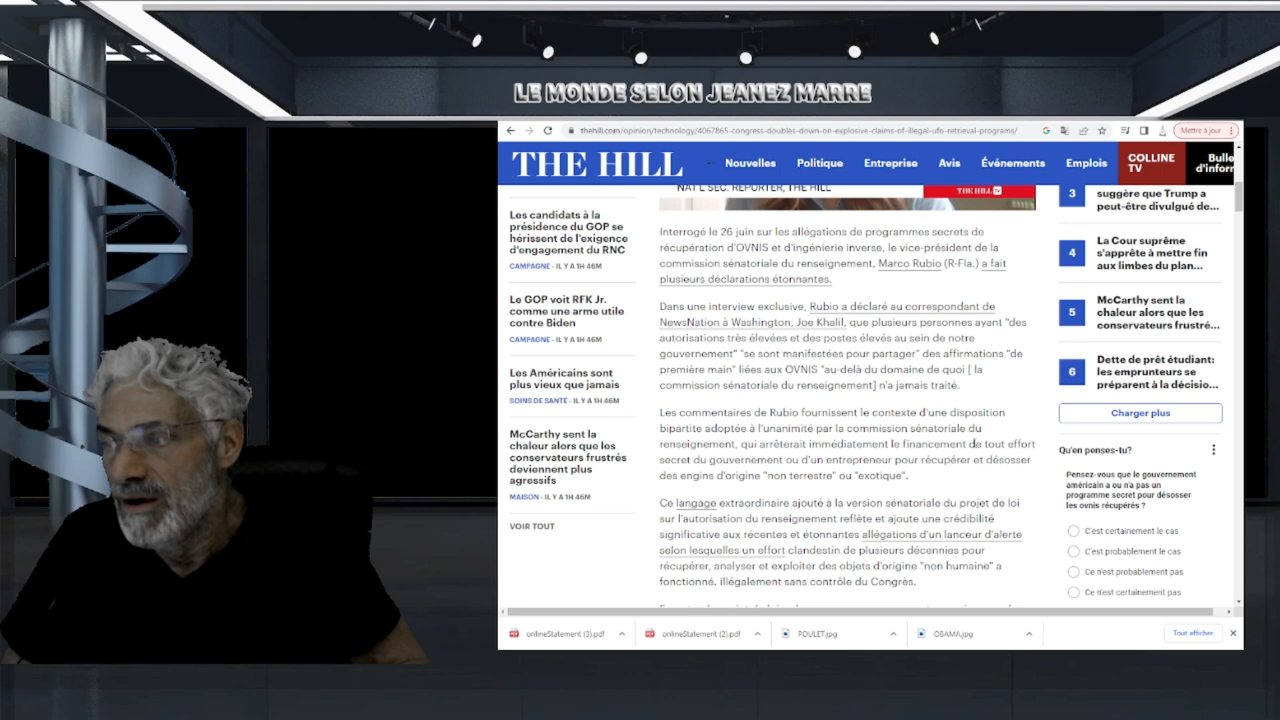 LE MONDE SELON JEANEZ MARRE
thehill.com/opinion/technology/4067865-congress-doubles-down-on-explosive-claims-of-illegal-ufo-retrieval-programs/
Mettre à jour
THE HILL
Nouvelles
Politique
Entreprise
Avis
Événements
Emplois
COLLINE
TV
Bulle
d'inform
Les candidats à la
présidence du GOP se
hérissent de l'exigence
d'engagement du RNC
CAMPAGNE - IL Y A 1H 46M
Le GOP voit RFK Jr.
comme une arme utile
contre Biden
CAMPAGNE - IL Y A 1H 46M
Les Américains sont
plus vieux que jamais
SOINS DE SANTÉ - IL Y A 1H 46M
McCarthy sent la
chaleur alors que les
conservateurs frustrés
deviennent plus
agressifs
MAISON - IL Y A 1H 46M
VOIR TOUT
NAT'L SEC. REPORTER, THE HILL
THE HILL TV
Interrogé le 26 juin sur les allégations de programmes secrets de
récupération d'OVNIS et d'ingénierie inverse, le vice-président de la
commission sénatoriale du renseignement, Marco Rubio (R-Fla.) a fait
plusieurs déclarations étonnantes.
Dans une interview exclusive, Rubio a déclaré au correspondant de
NewsNation à Washington, Joe Khalil, que plusieurs personnes ayant "des
autorisations très élevées et des postes élevés au sein de notre
gouvernement" "se sont manifestées pour partager" des affirmations "de
première main" liées aux OVNIS "au-delà du domaine de quoi [ la
commission sénatoriale du renseignement] n'a jamais traité.
Les commentaires de Rubio fournissent le contexte d'une disposition
bipartite adoptée à l'unanimité par la commission sénatoriale du
renseignement, qui arrêterait immédiatement le financement de tout effort
secret du gouvernement ou d'un entrepreneur pour récupérer et désosser
des engins d'origine "non terrestre" ou "exotique".
Ce langage extraordinaire ajouté à la version sénatoriale du projet de loi
sur l'autorisation du renseignement reflète et ajoute une crédibilité
significative aux récentes et étonnantes allégations d'un lanceur d'alerte
selon lesquelles un effort clandestin de plusieurs décennies pour
récupérer, analyser et exploiter des objets d'origine "non humaine" a
fonctionné. illégalement sans contrôle du Congrès.
3
suggère que Trump a
peut-être divulgué de...
4
La Cour suprême
s'apprête à mettre fin
aux limbes du plan...
5
McCarthy sent la
chaleur alors que les
conservateurs frustré...
6
Dette de prêt étudiant:
les emprunteurs se
préparent à la décisio...
Charger plus
Qu'en penses-tu?
Pensez-vous que le gouvernement
américain a ou n'a pas un
programme secret pour désosser
les ovnis récupérés ?
C'est certainement le cas
C'est probablement le cas
Ce n'est probablement pas
Ce n'est certainement pas
onlineStatement (3).pdf
onlineStatement (2).pdf
POULET.jpg
OBAMA.jpg
Tout afficher